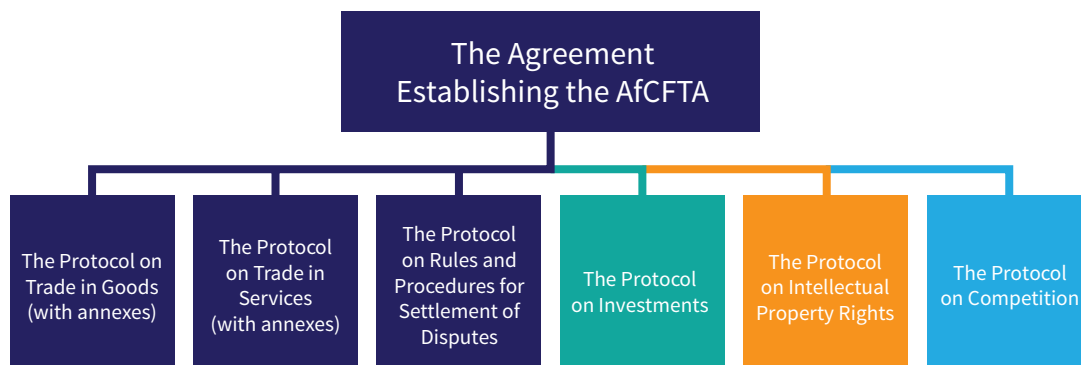 The Agreement
Establishing the AfCFTA
The Protocol on
Trade in Goods
(with annexes)
The Protocol
on Trade in
Services
(with annexes)
The Protocol
on Rules and
Procedures for
Settlement of
Disputes
The Protocol
on Investments
The Protocol
on Intellectual
Property Rights
The Protocol
on Competition